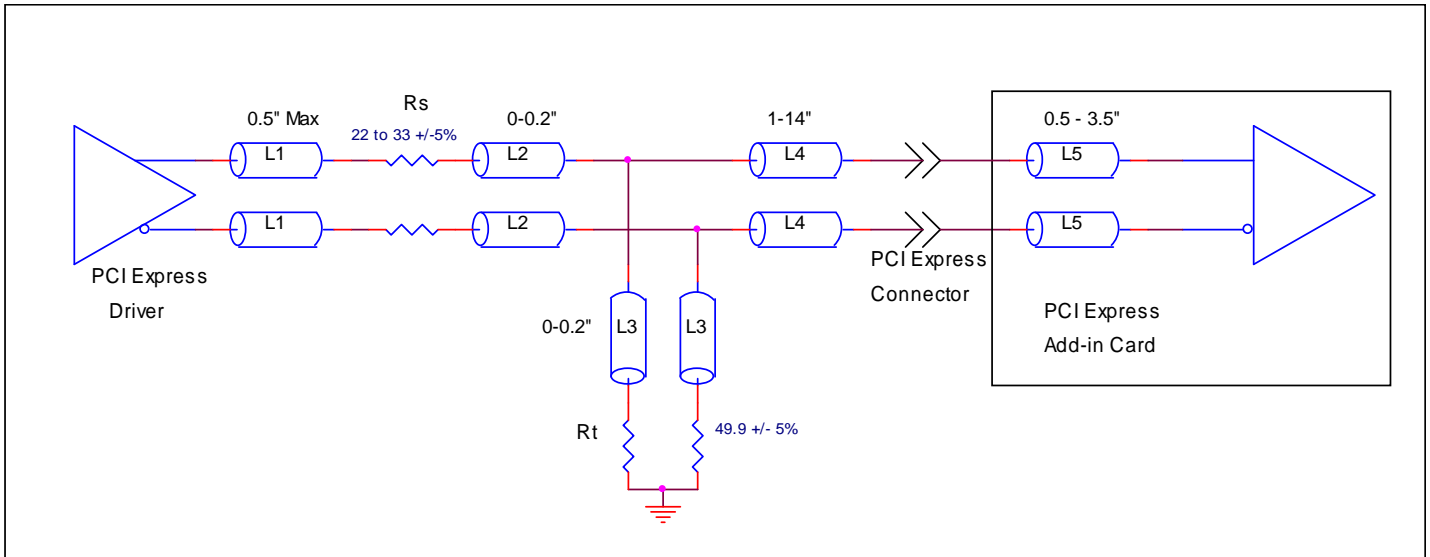 0.5" Max
Rs
22 to 33 +/-5%
0-0.2"
1-14"
0.5 - 3.5"
L1
L2
L4
L5
L1
L2
L4
L5
PCI Express
Driver
PCI Express
Connector
0-0.2"
L3
L3
PCI Express
Add-in Card
Rt
49.9 +/- 5%